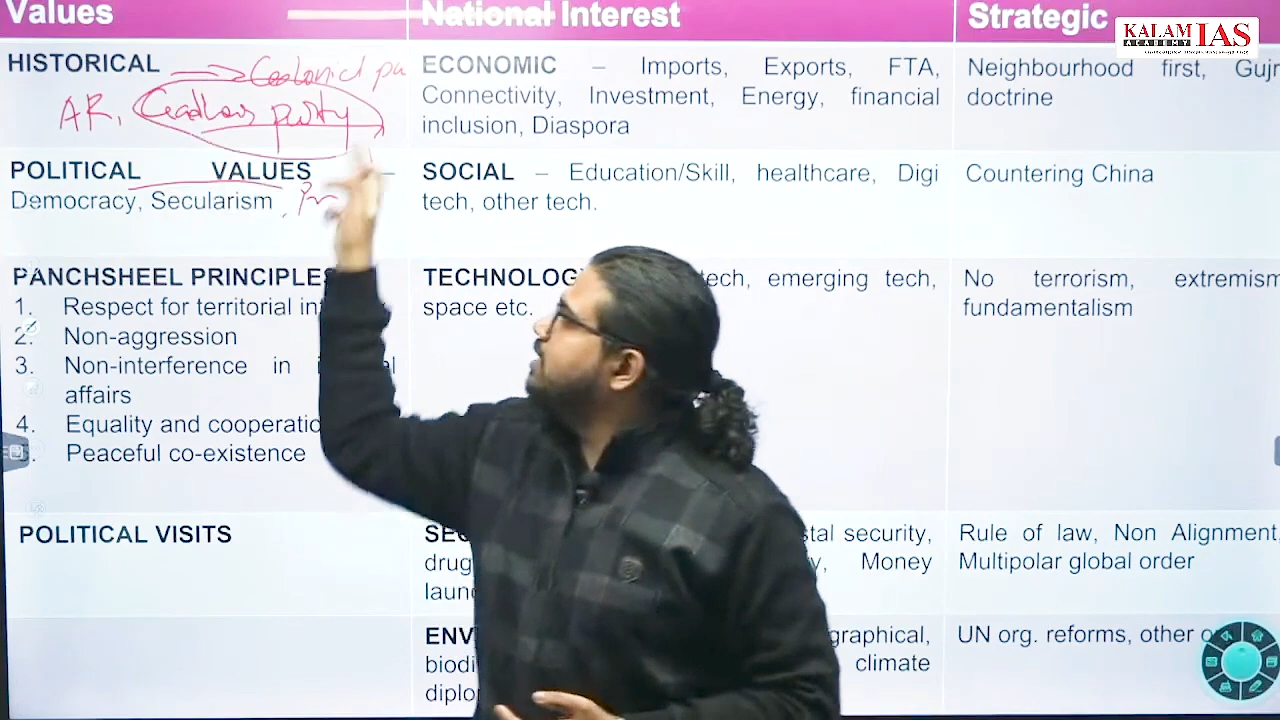 Values
National Interest
Strategic
KALAM IAS
ACADEMY
HISTORICAL
AR,
ECONOMIC – Imports, Exports, FTA,
Connectivity, Investment, Energy, financial
inclusion, Diaspora
Neighbourhood first, Gujr
doctrine
POLITICAL VALUES –
Democracy, Secularism
SOCIAL – Education/Skill, healthcare, Digi
tech, other tech.
Countering China
PANCHSHEEL PRINCIPLES
1. Respect for territorial
2. Non-aggression
3. Non-interference in
affairs
4. Equality and cooperatio
Peaceful co-existence
TECHNOLOG tech, emerging tech,
space etc.
No terrorism, extremism
fundamentalism
POLITICAL VISITS
SE stal security,
drug y, Money
laun
Rule of law, Non Alignment,
Multipolar global order
ENV graphical,
biodi climate
diplo
UN org. reforms, other o